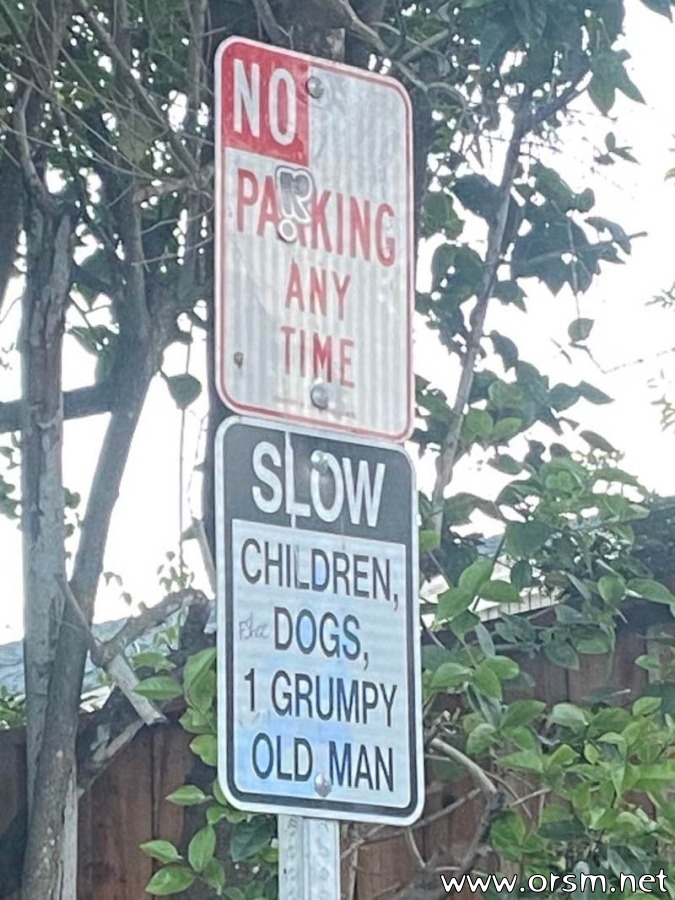 NO
PARKING
ANY
TIME
SLOW
CHILDREN,
DOGS,
1 GRUMPY
OLD MAN
www.orsm.net